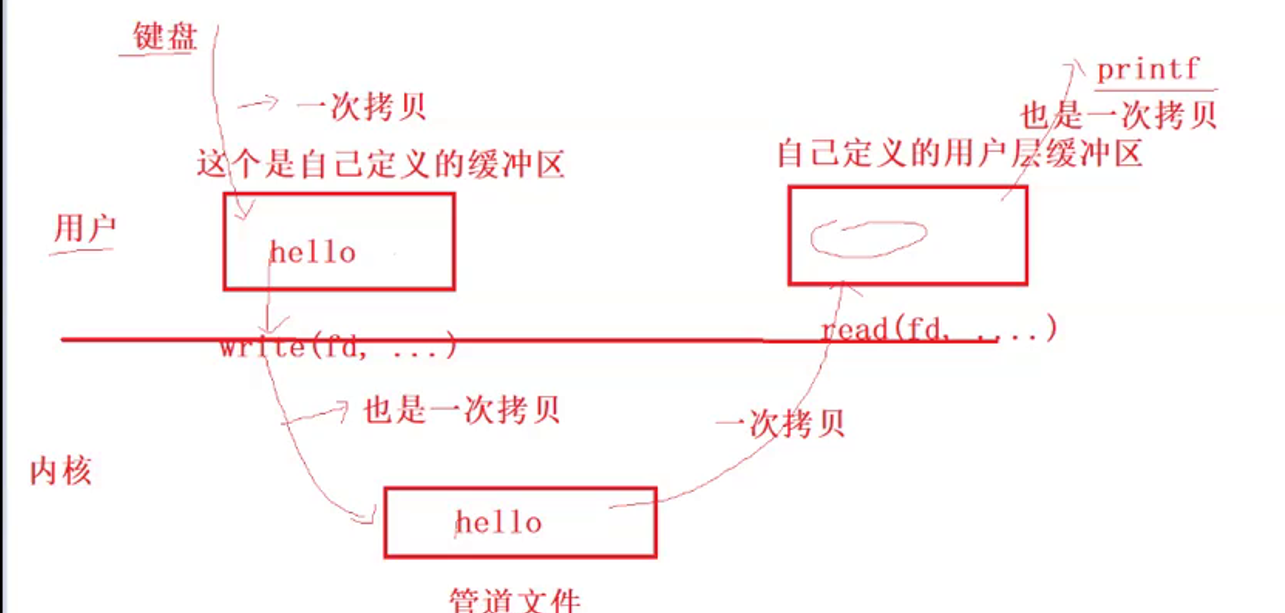 键盘
printf
一次拷贝
也是一次拷贝
这个是自己定义的缓冲区
自己定义的用户层缓冲区
用户
hello
write(fd, ...)
read(fd, ....)
也是一次拷贝
一次拷贝
内核
hello
管道文件